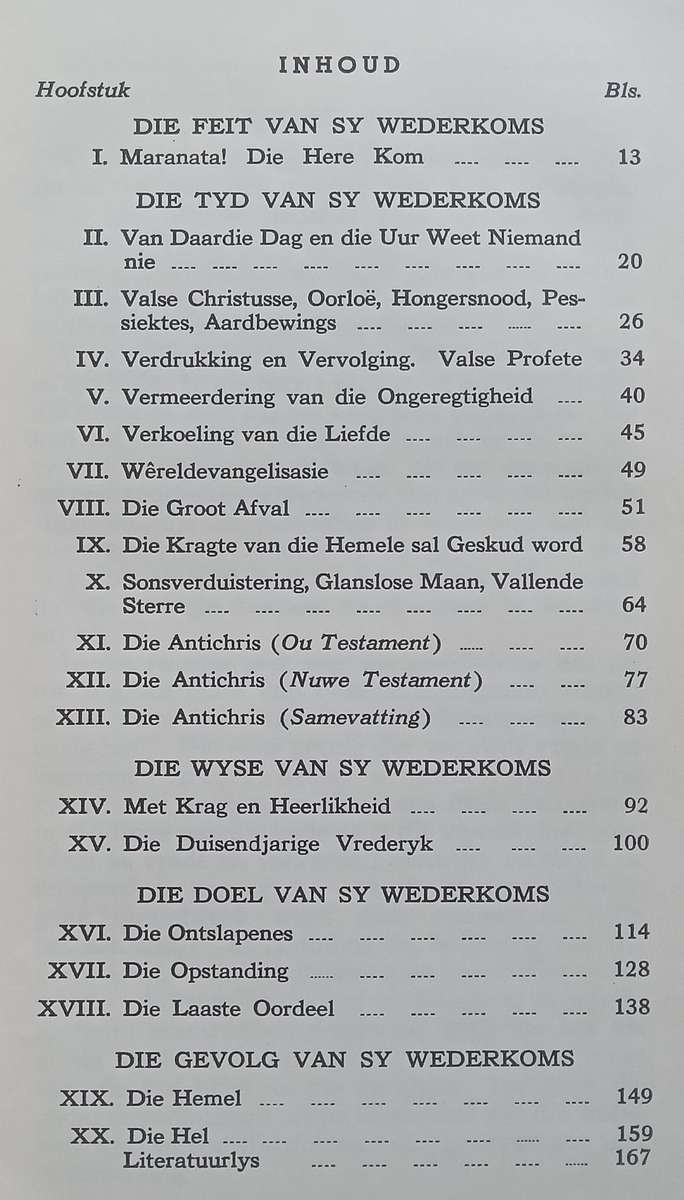 INHOUD
Hoofstuk Bls.
DIE FEIT VAN SY WEDERKOMS
I. Maranata! Die Here Kom .... .... .... 13
DIE TYD VAN SY WEDERKOMS
II. Van Daardie Dag en die Uur Weet Niemand
nie .... .... .... .... .... .... .... .... .... 20
III. Valse Christusse, Oorloë, Hongersnood, Pes-
siektes, Aardbewings .... .... .... ...... .... 26
IV. Verdrukking en Vervolging. Valse Profete 34
V. Vermeerdering van die Ongeregtigheid .... 40
VI. Verkoeling van die Liefde .... .... .... .... 45
VII. Wêreldevangelisasie .... .... .... .... .... 49
VIII. Die Groot Afval .... .... .... .... .... .... 51
IX. Die Kragte van die Hemele sal Geskud word 58
X. Sonsverduistering, Glanslose Maan, Vallende
Sterre .... .... .... .... .... .... .... .... 64
XI. Die Antichris (Ou Testament) ...... .... .... 70
XII. Die Antichris (Nuwe Testament) .... .... 77
XIII. Die Antichris (Samevatting) .... .... .... 83
DIE WYSE VAN SY WEDERKOMS
XIV. Met Krag en Heerlikheid .... .... .... .... 92
XV. Die Duisendjarige Vrederyk .... .... .... 100
DIE DOEL VAN SY WEDERKOMS
XVI. Die Ontslapenes .... .... .... .... .... .... 114
XVII. Die Opstanding ...... .... .... .... .... .... 128
XVIII. Die Laaste Oordeel .... .... .... .... .... 138
DIE GEVOLG VAN SY WEDERKOMS
XIX. Die Hemel .... .... .... .... .... .... .... 149
XX. Die Hel .... .... .... .... .... .... ...... .... 159
Literatuurlys .... .... .... .... .... ...... 167